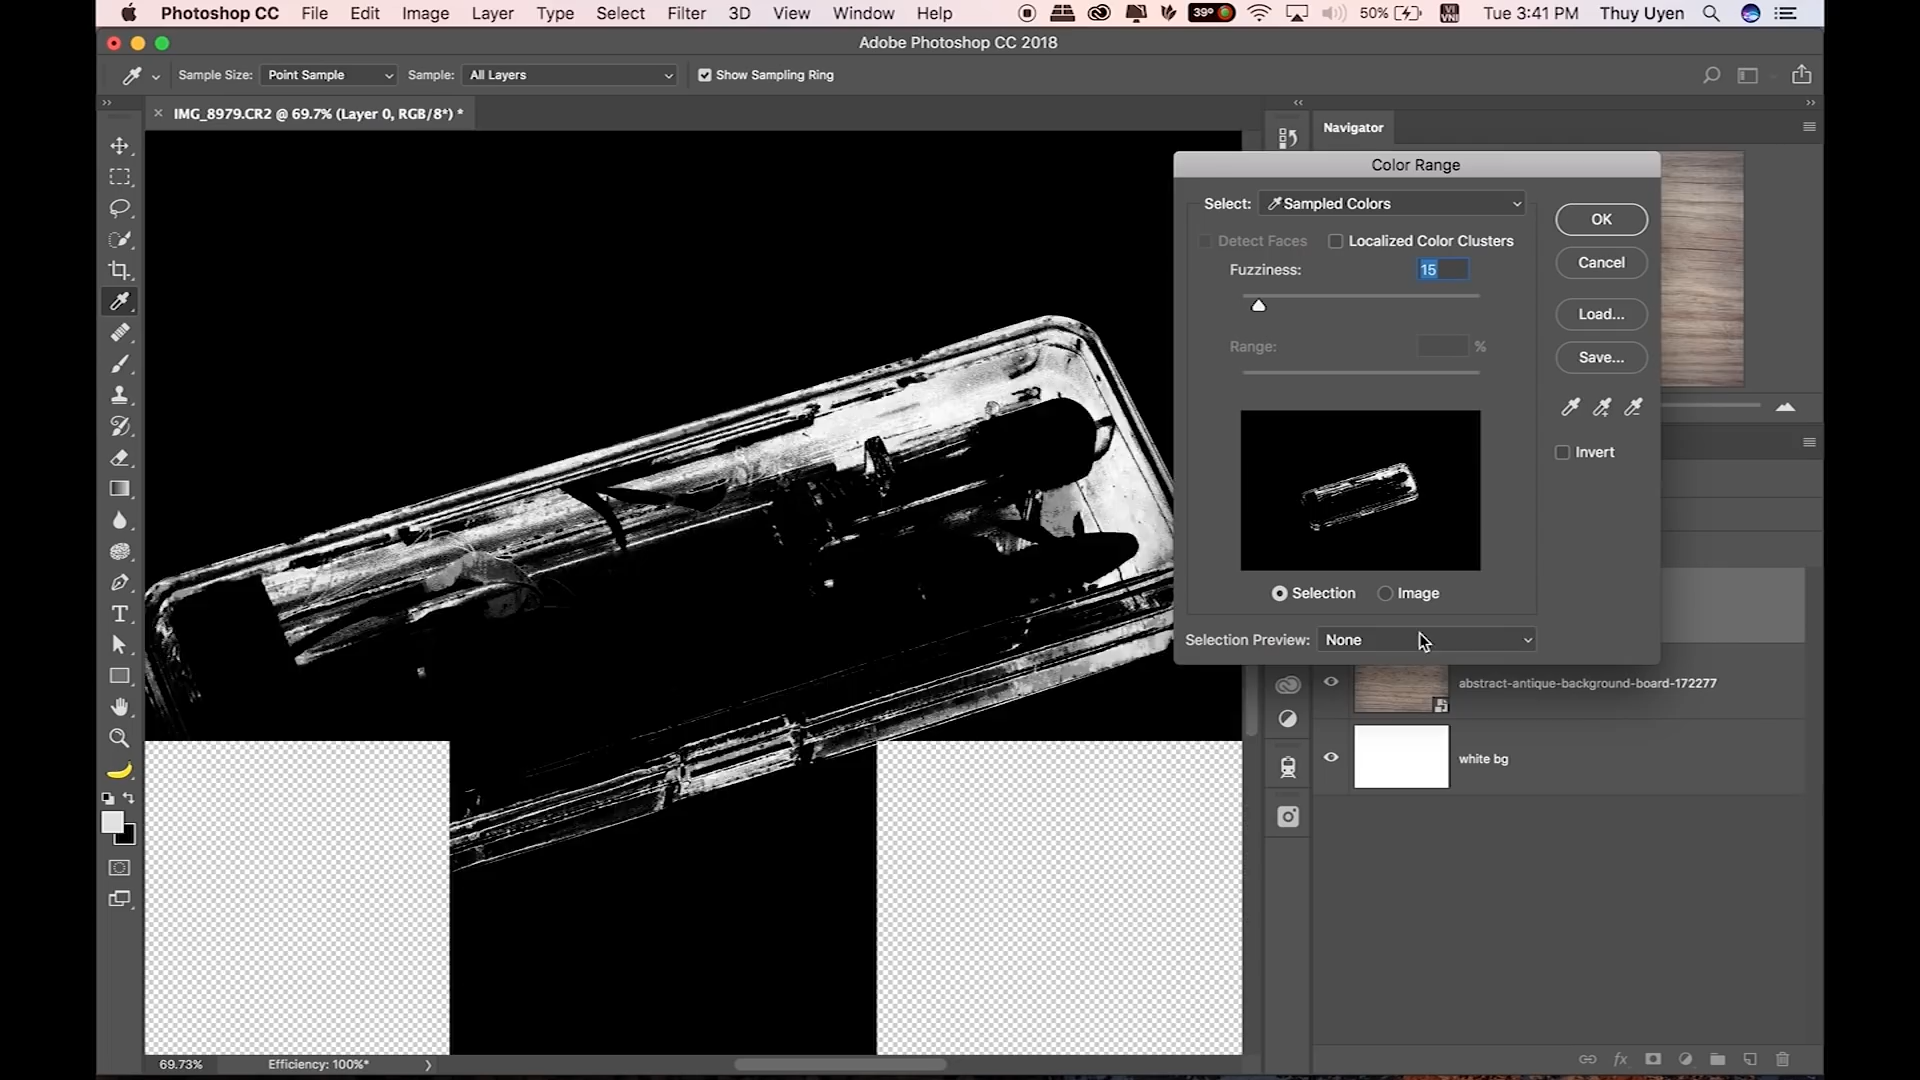 Photoshop CC File Edit Image Layer Type Select Filter 3D View Window Help 39° 50% VI VNI Tue 3:41 PM Thuy Uyen
Adobe Photoshop CC 2018
Sample Size: Point Sample Sample: All Layers Show Sampling Ring
IMG_8979.CR2 @ 69.7% (Layer 0, RGB/8*) *
Navigator
Color Range
Select: Sampled Colors
OK
Detect Faces Localized Color Clusters
Cancel
Fuzziness: 15
Load...
Range: %
Save...
Invert
Selection Image
Selection Preview: None
abstract-antique-background-board-172277
white bg
T
fx
69.73% Efficiency: 100%*